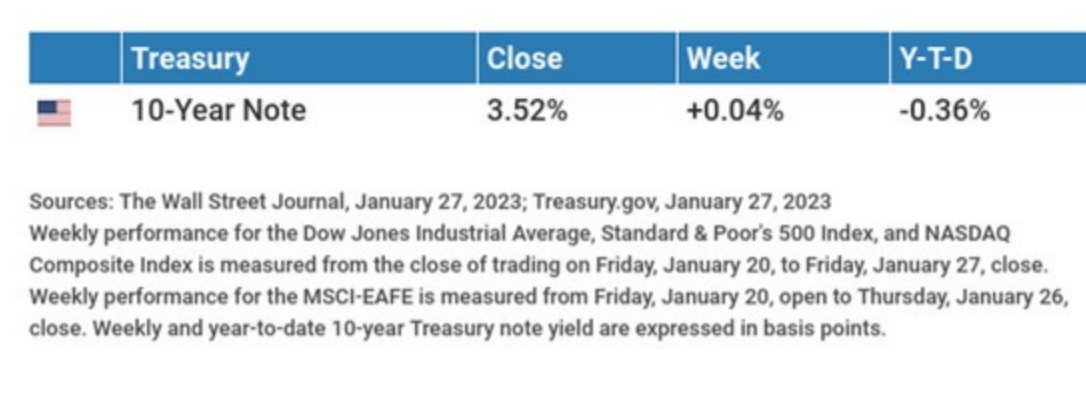 Treasury Close Week Y-T-D
10-Year Note 3.52% +0.04% -0.36%
Sources: The Wall Street Journal, January 27, 2023; Treasury.gov, January 27, 2023
Weekly performance for the Dow Jones Industrial Average, Standard & Poor's 500 Index, and NASDAQ
Composite Index is measured from the close of trading on Friday, January 20, to Friday, January 27, close.
Weekly performance for the MSCI-EAFE is measured from Friday, January 20, open to Thursday, January 26,
close. Weekly and year-to-date 10-year Treasury note yield are expressed in basis points.